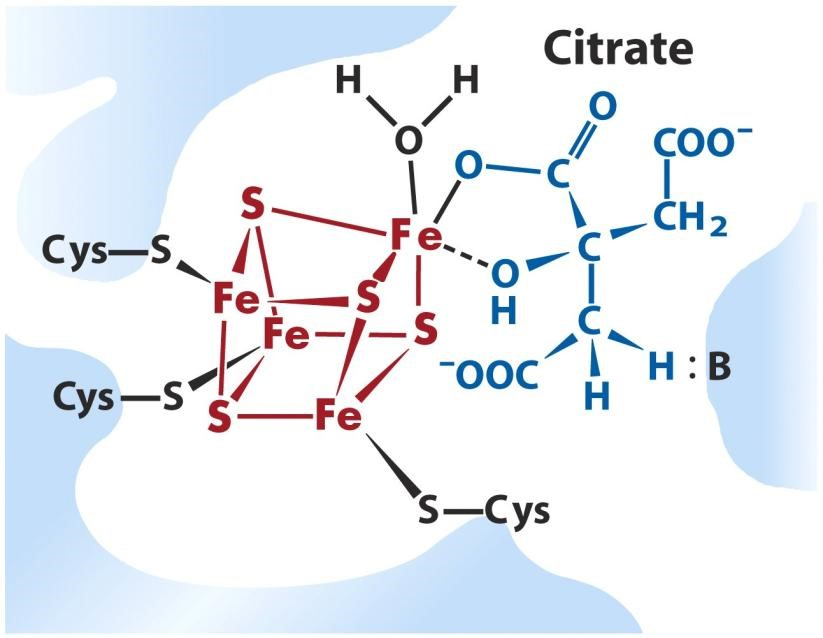 Citrate
H H
O
O
O C COO⁻
S Fe CH₂
Cys—S C
Fe S O
H
Fe S C
⁻OOC H : B
H
Cys—S
S Fe
S—Cys